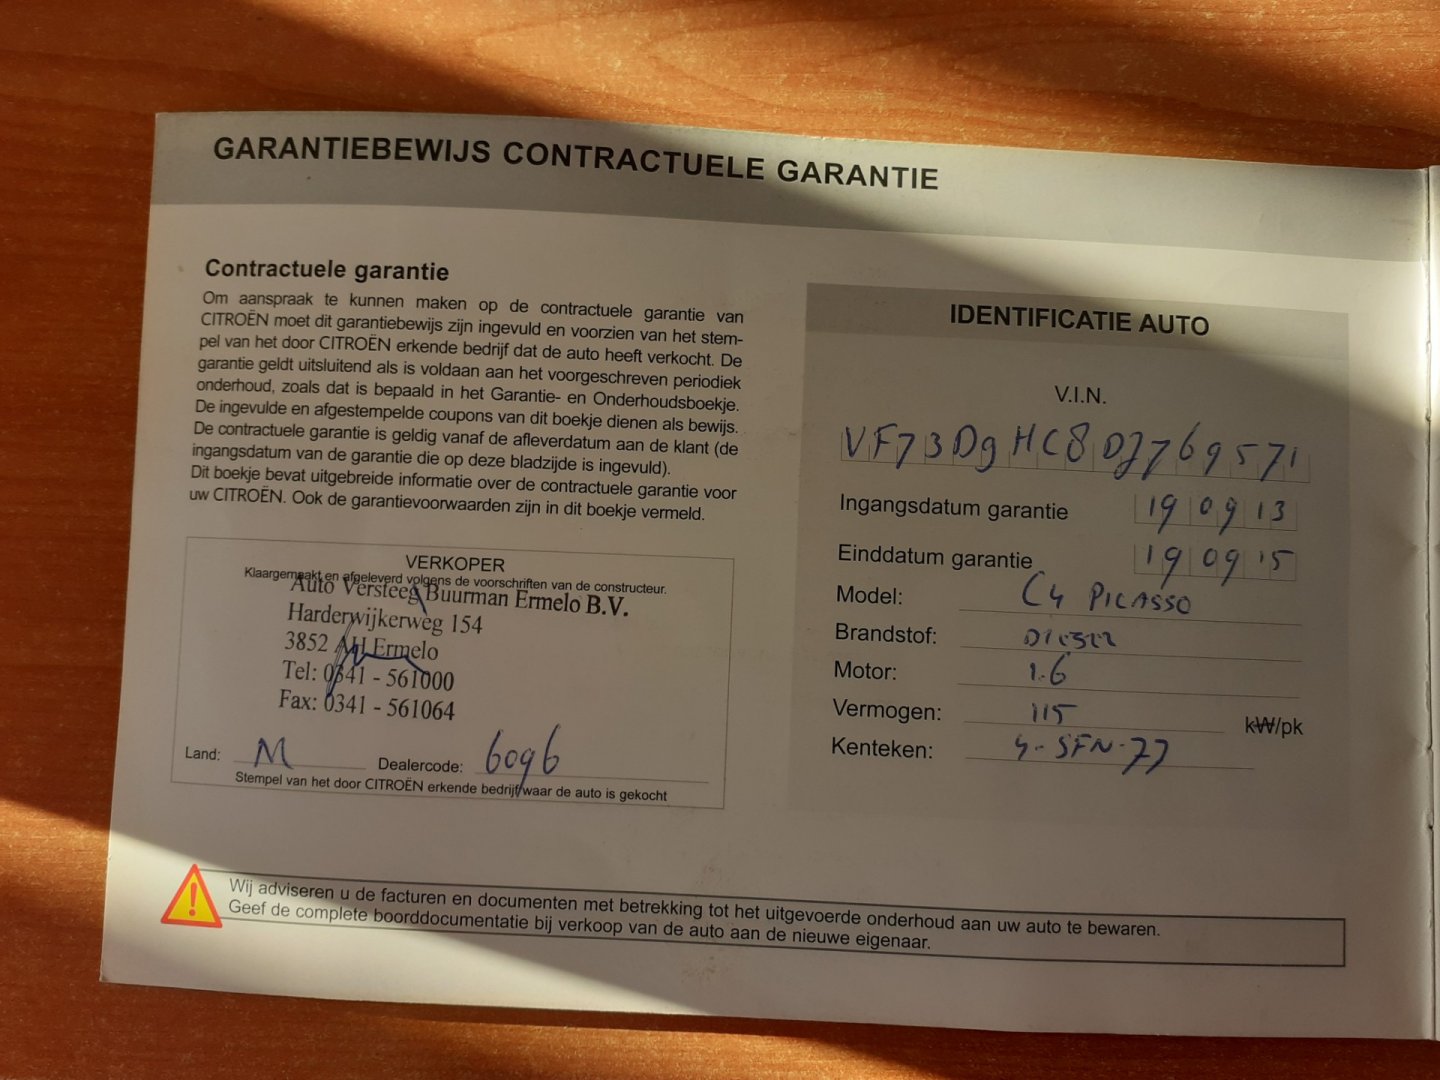 GARANTIEBEWIJS CONTRACTUELE GARANTIE
Contractuele garantie
Om aanspraak te kunnen maken op de contractuele garantie van
CITROËN moet dit garantiebewijs zijn ingevuld en voorzien van het stem-
pel van het door CITROËN erkende bedrijf dat de auto heeft verkocht. De
garantie geldt uitsluitend als is voldaan aan het voorgeschreven periodiek
onderhoud, zoals dat is bepaald in het Garantie- en Onderhoudsboekje.
De ingevulde en afgestempelde coupons van dit boekje dienen als bewijs.
De contractuele garantie is geldig vanaf de afleverdatum aan de klant (de
ingangsdatum van de garantie die op deze bladzijde is ingevuld).
Dit boekje bevat uitgebreide informatie over de contractuele garantie voor
uw CITROËN. Ook de garantievoorwaarden zijn in dit boekje vermeld.
VERKOPER
Klaargemaakt en afgeleverd volgens de voorschriften van de constructeur.
Auto Versteeg Buurman Ermelo B.V.
Harderwijkerweg 154
3852 AH Ermelo
Tel: 0341 - 561000
Fax: 0341 - 561064
Land: N Dealercode: 6096
Stempel van het door CITROËN erkende bedrijf waar de auto is gekocht
IDENTIFICATIE AUTO
V.I.N.
VF73D9HC8DJ769571
Ingangsdatum garantie 19 09 13
Einddatum garantie 19 09 15
Model: C4 PICASSO
Brandstof: DIESEL
Motor: 1.6
Vermogen: 115 kW/pk
Kenteken: 4-SFN-77
Wij adviseren u de facturen en documenten met betrekking tot het uitgevoerde onderhoud aan uw auto te bewaren.
Geef de complete boorddocumentatie bij verkoop van de auto aan de nieuwe eigenaar.